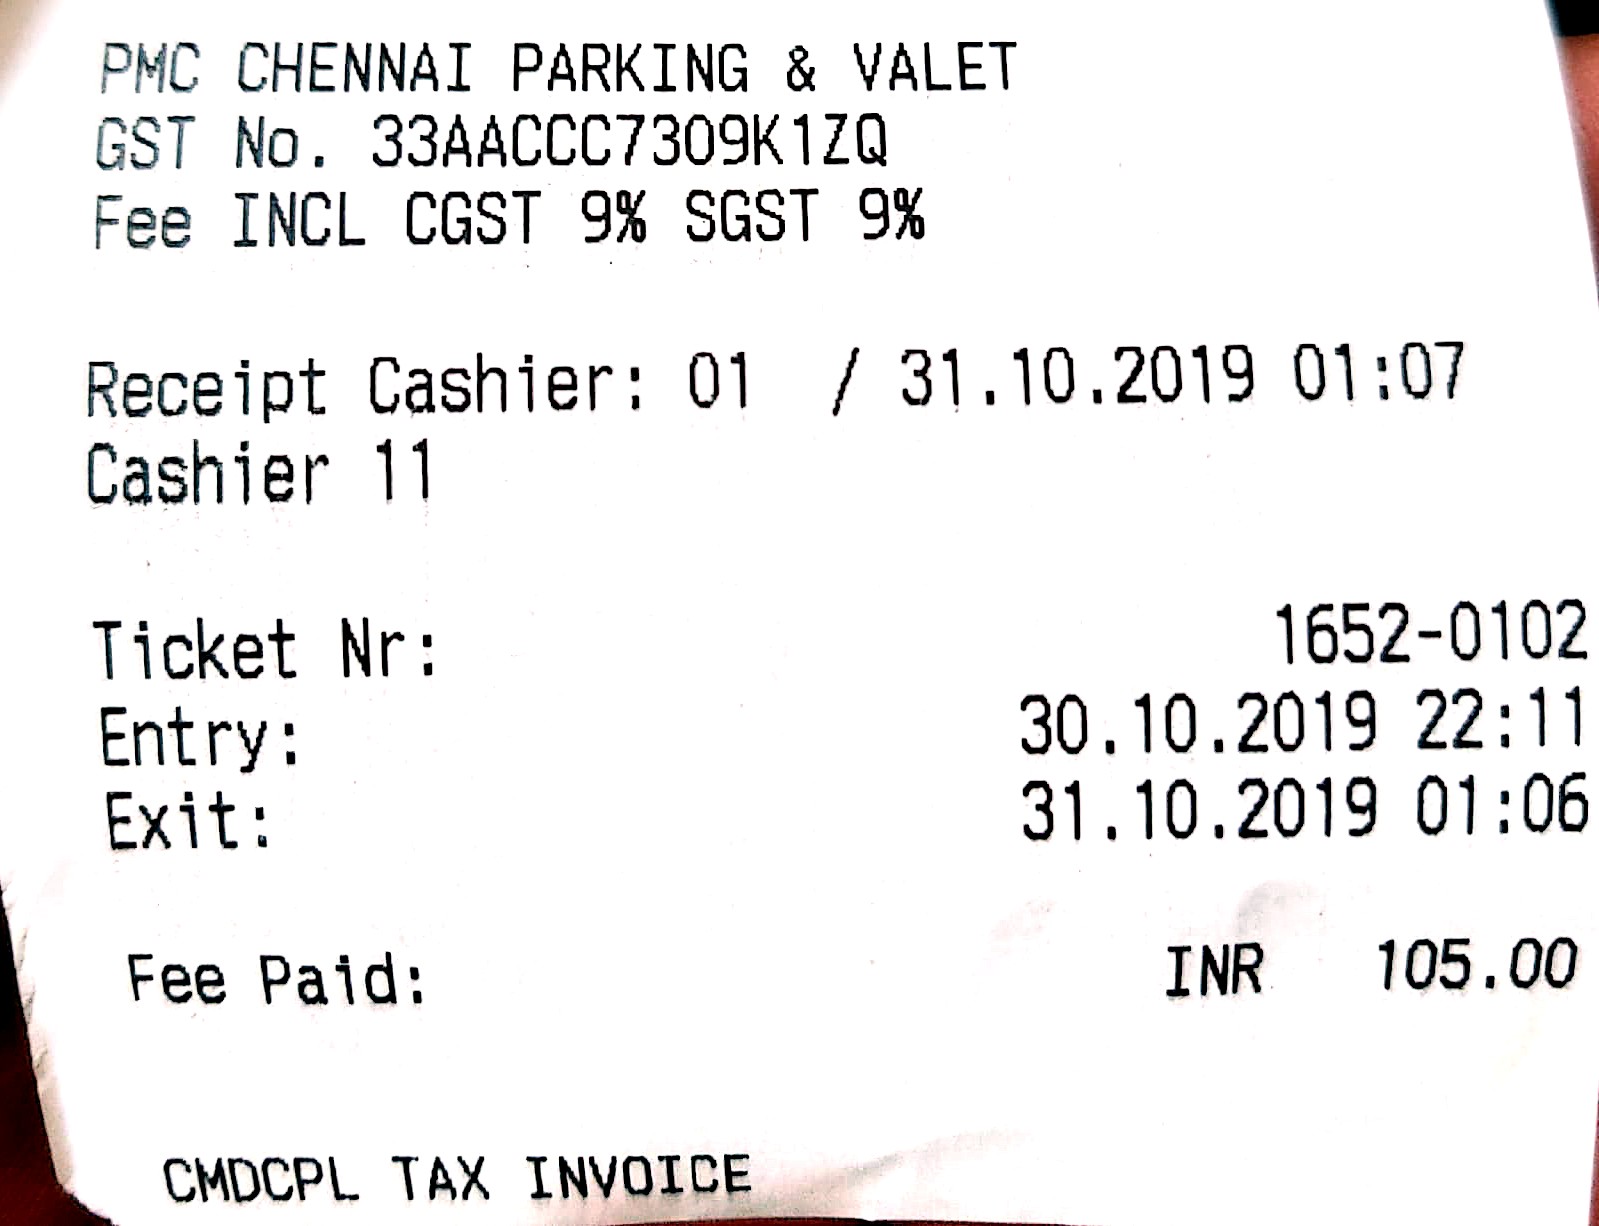 PMC CHENNAI PARKING & VALET
GST No. 33AACCC7309K1ZQ
Fee INCL CGST 9% SGST 9%
Receipt Cashier: 01 / 31.10.2019 01:07
Cashier 11
Ticket Nr: 1652-0102
Entry: 30.10.2019 22:11
Exit: 31.10.2019 01:06
Fee Paid: INR 105.00
CMDCPL TAX INVOICE